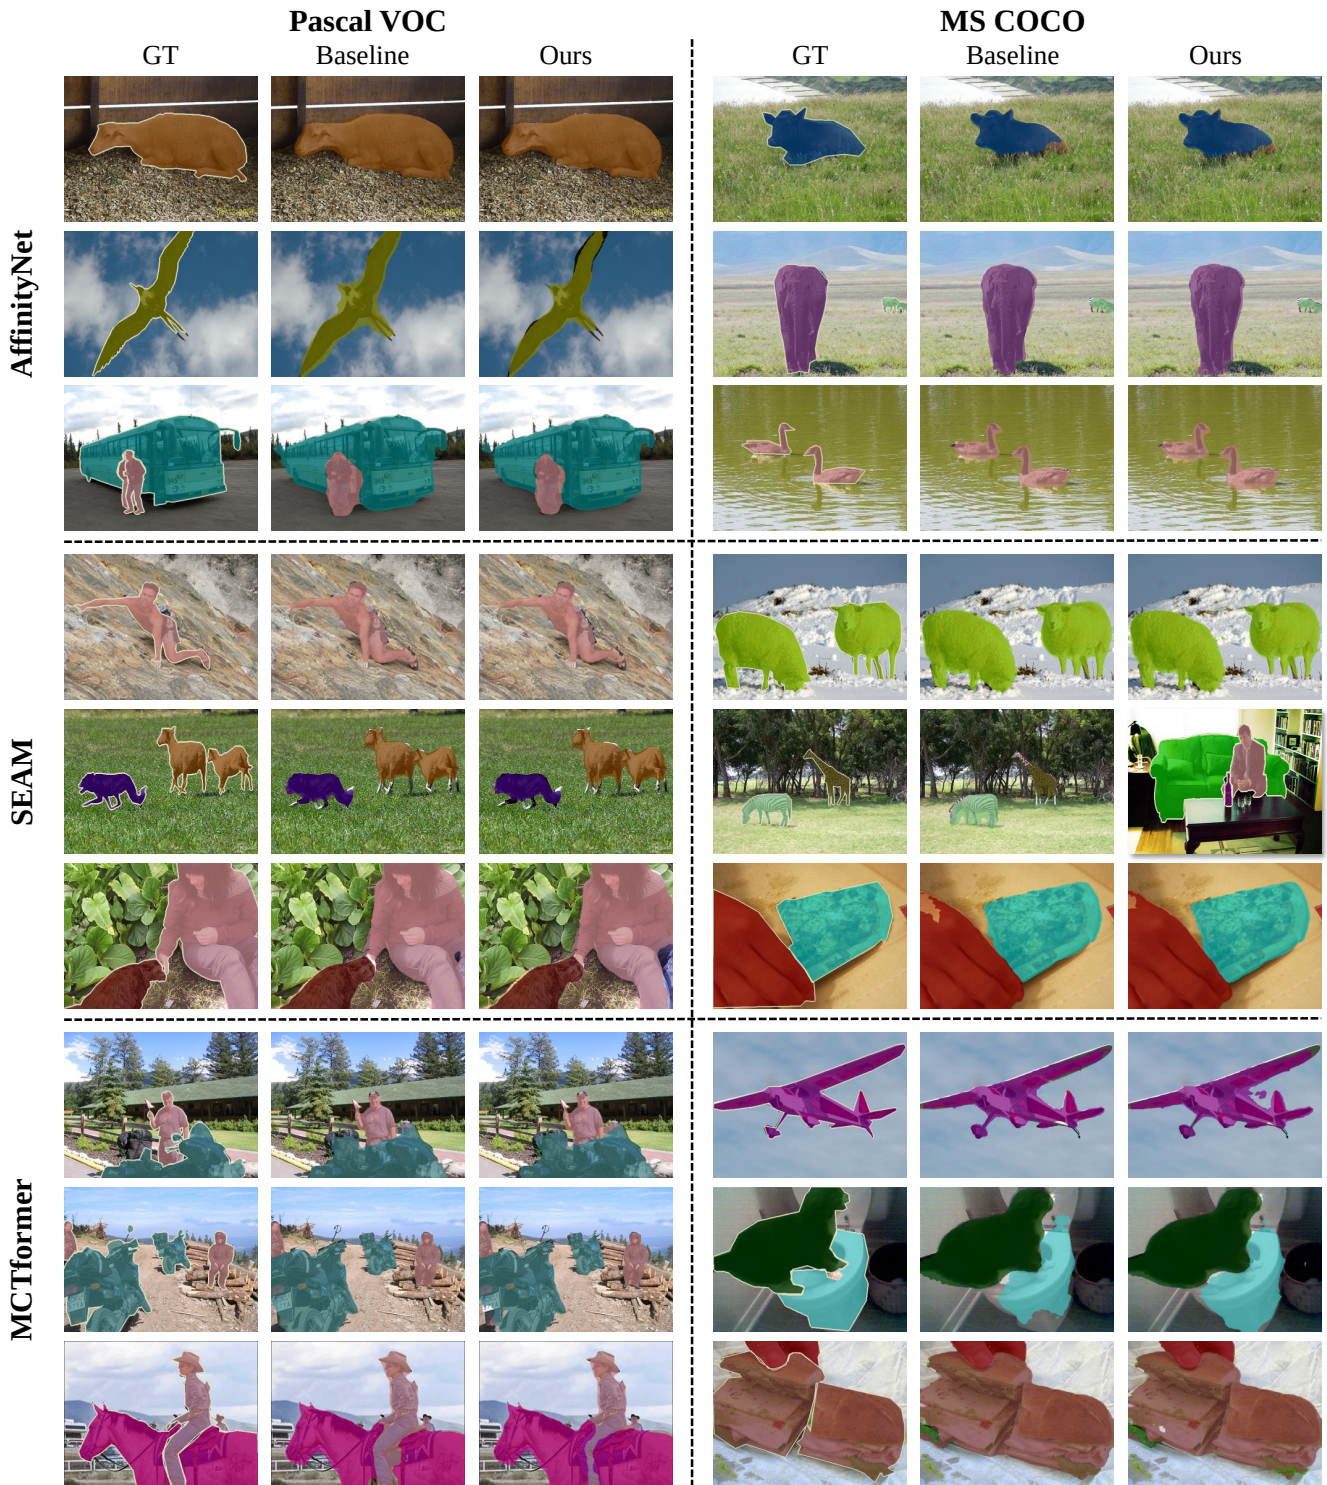 Pascal VOC
MS COCO
GT
Baseline
Ours
GT
Baseline
Ours
AffinityNet
SEAM
MCTformer